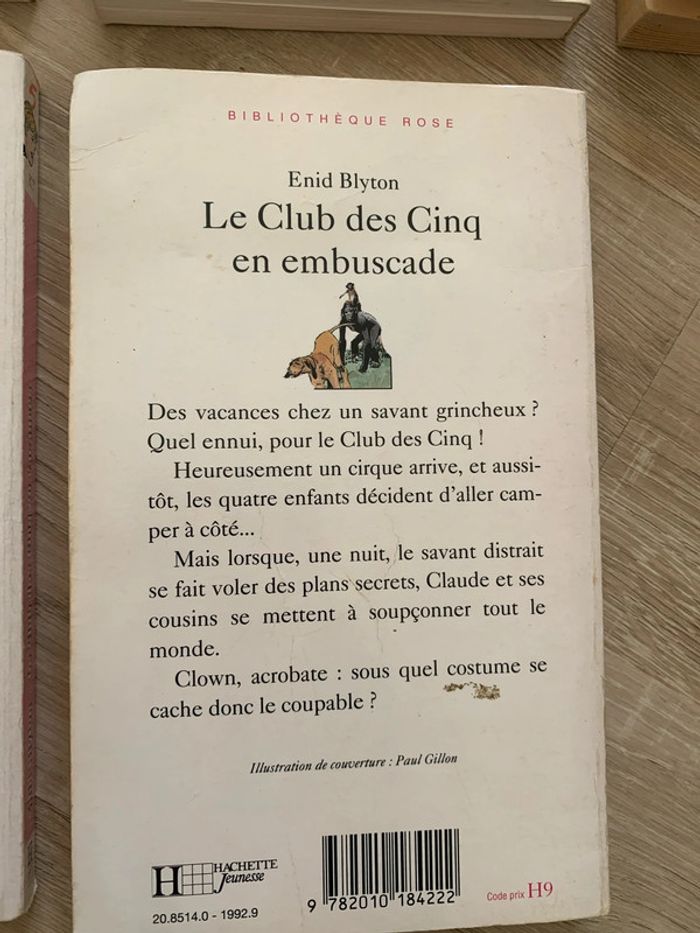 BIBLIOTHÈQUE ROSE
Enid Blyton
Le Club des Cinq
en embuscade
Des vacances chez un savant grincheux ?
Quel ennui, pour le Club des Cinq !
Heureusement un cirque arrive, et aussi-
tôt, les quatre enfants décident d'aller cam-
per à côté...
Mais lorsque, une nuit, le savant distrait
se fait voler des plans secrets, Claude et ses
cousins se mettent à soupçonner tout le
monde.
Clown, acrobate : sous quel costume se
cache donc le coupable ?
Illustration de couverture : Paul Gillon
H HACHETTE
Jeunesse
20.8514.0 - 1992.9
9 782010 184222
Code prix H9